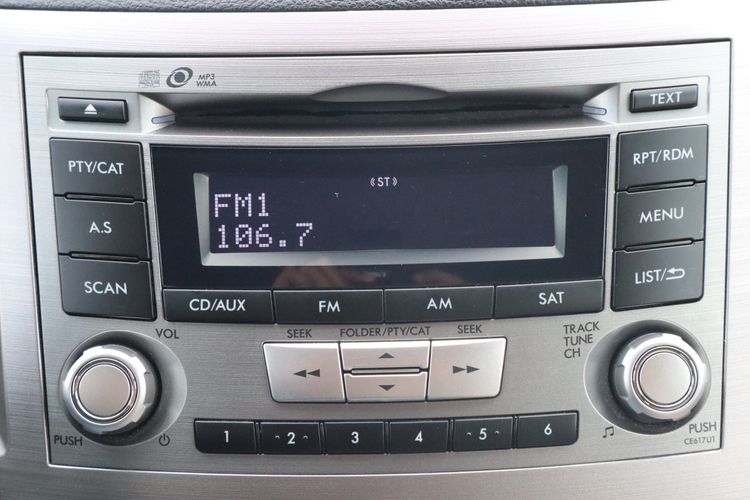 MP3
WMA
TEXT
PTY/CAT
A.S
SCAN
((ST))
FM1
106.7
RPT/RDM
MENU
LIST/
CD/AUX
FM
AM
SAT
VOL
SEEK
FOLDER/PTY/CAT
SEEK
TRACK
TUNE
CH
PUSH
1
2
3
4
5
6
PUSH
CE617U1